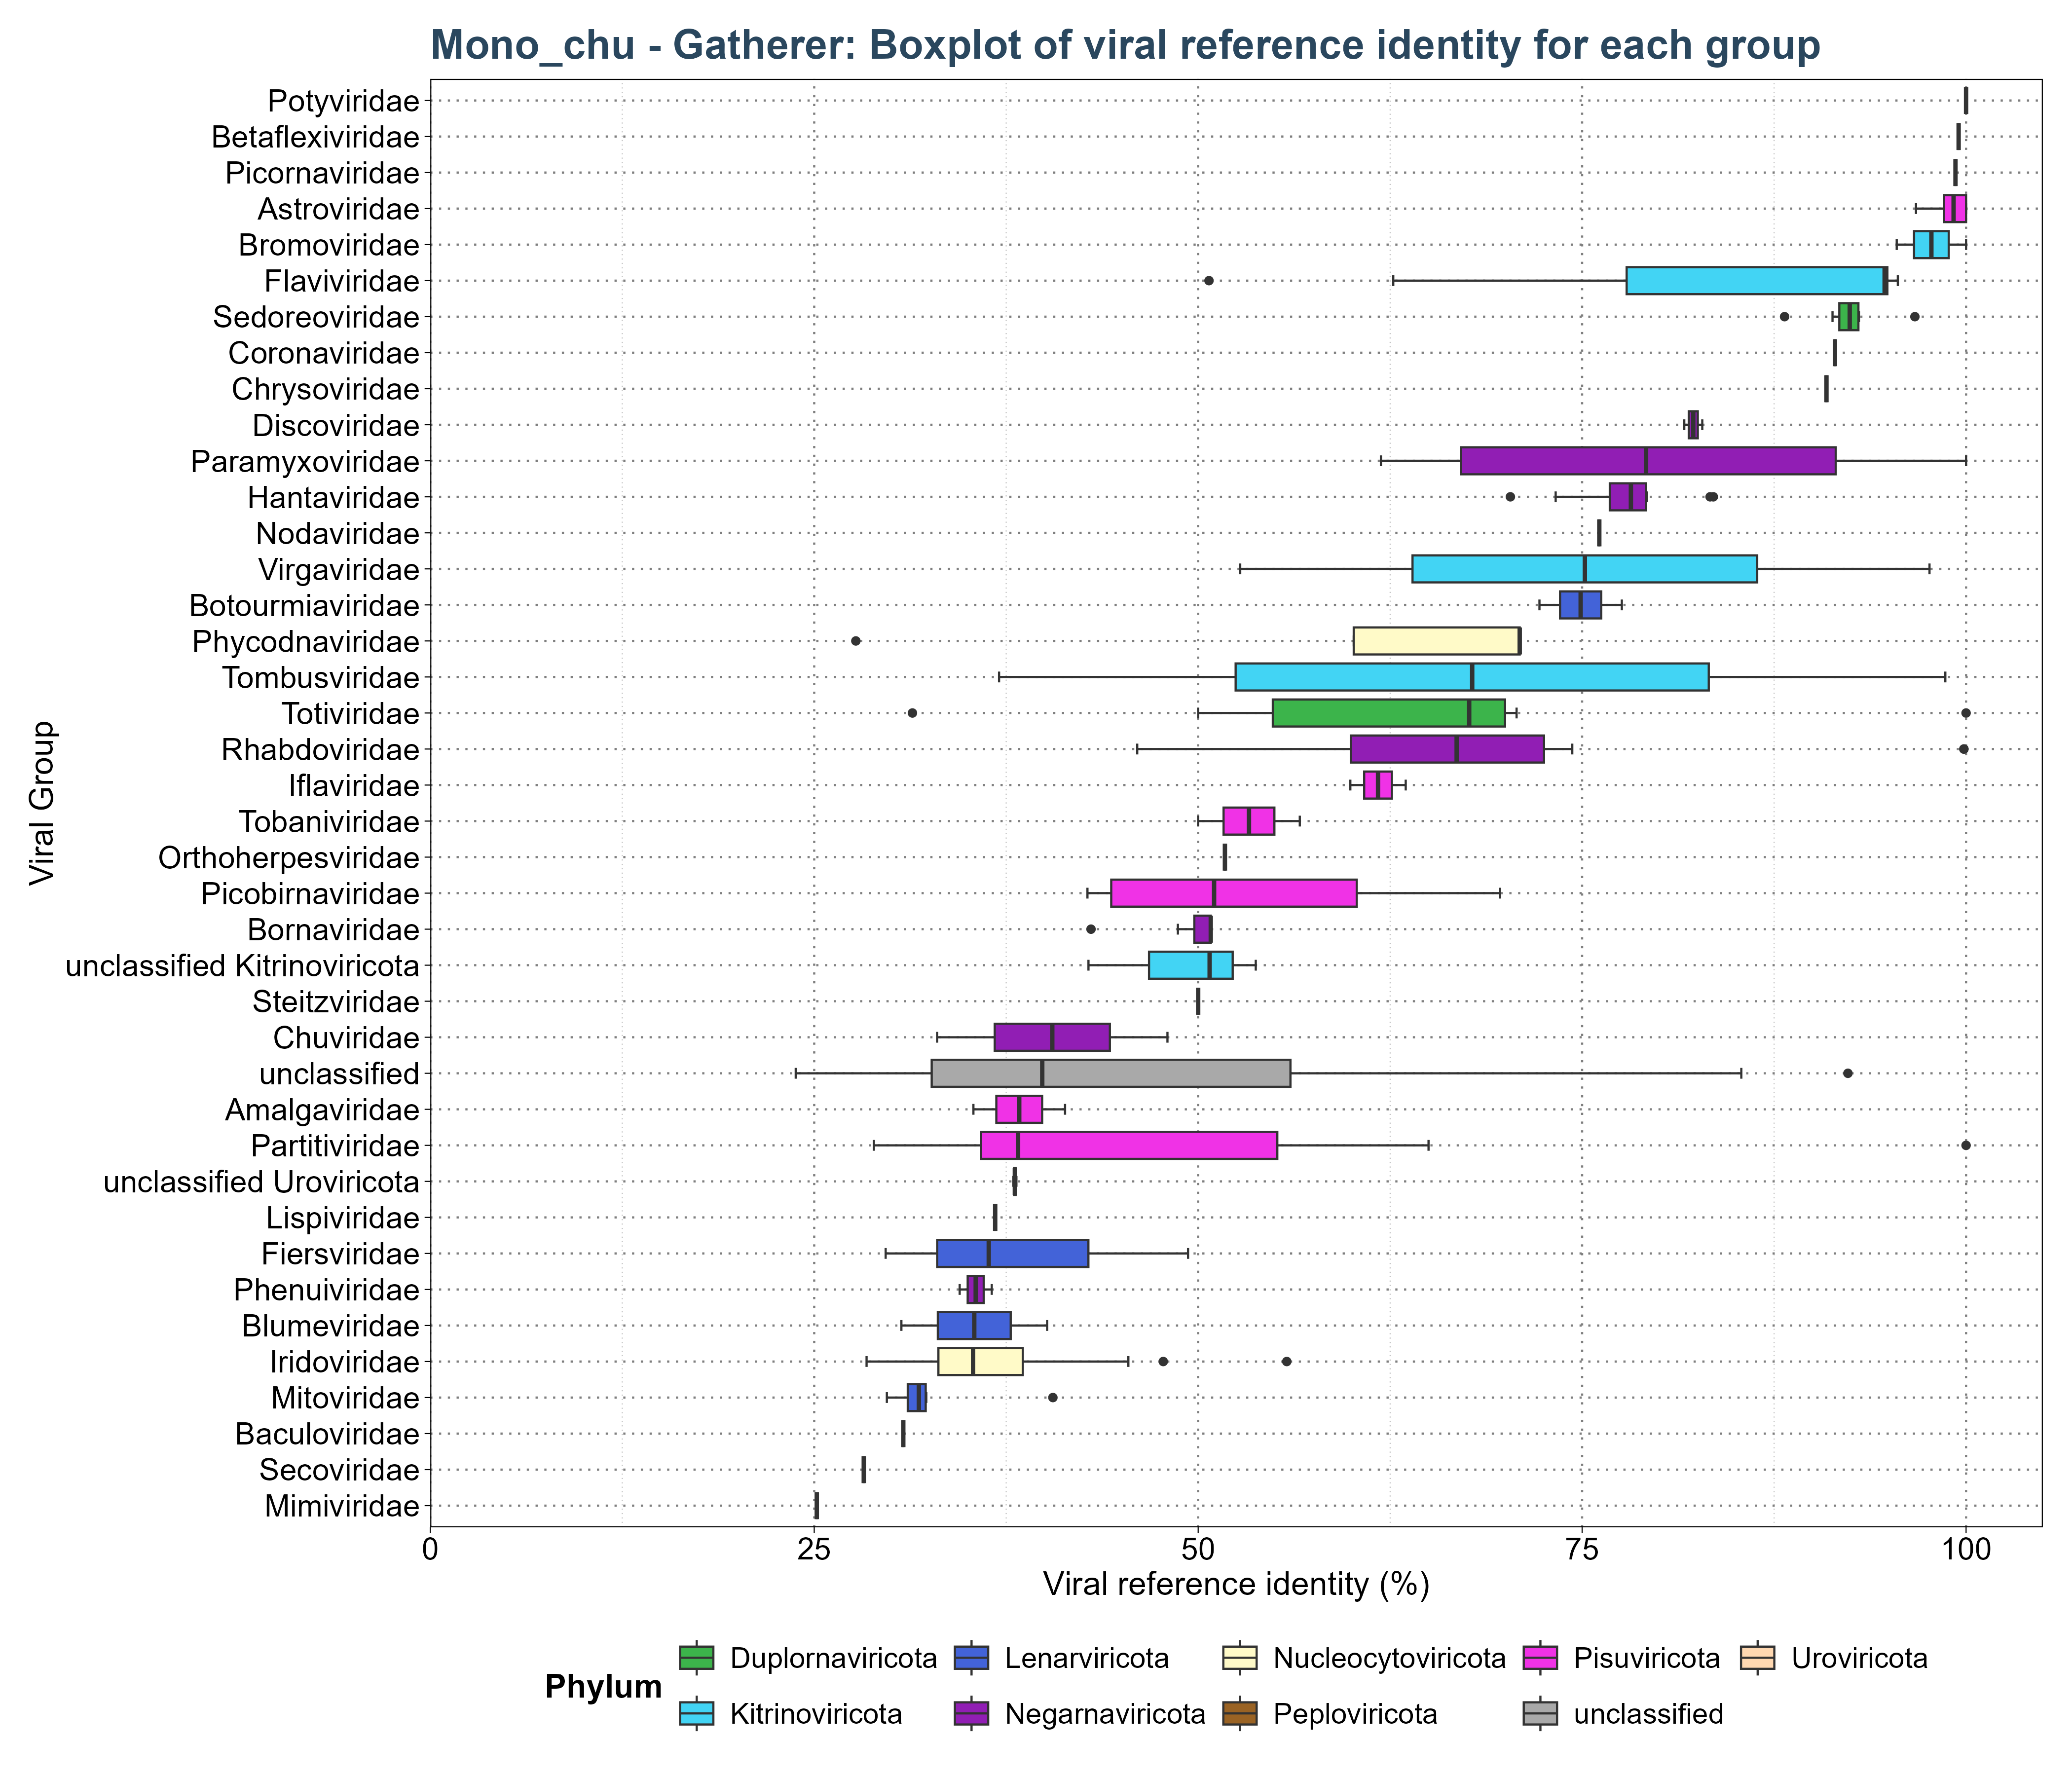 Mono_chu - Gatherer: Boxplot of viral reference identity for each group
Viral Group
Potyviridae
Betaflexiviridae
Picornaviridae
Astroviridae
Bromoviridae
Flaviviridae
Sedoreoviridae
Coronaviridae
Chrysoviridae
Discoviridae
Paramyxoviridae
Hantaviridae
Nodaviridae
Virgaviridae
Botourmiaviridae
Phycodnaviridae
Tombusviridae
Totiviridae
Rhabdoviridae
Iflaviridae
Tobaniviridae
Orthoherpesviridae
Picobirnaviridae
Bornaviridae
unclassified Kitrinoviricota
Steitzviridae
Chuviridae
unclassified
Amalgaviridae
Partitiviridae
unclassified Uroviricota
Lispiviridae
Fiersviridae
Phenuiviridae
Blumeviridae
Iridoviridae
Mitoviridae
Baculoviridae
Secoviridae
Mimiviridae
0 25 50 75 100
Viral reference identity (%)
Phylum
Duplornaviricota Lenarviricota Nucleocytoviricota Pisuviricota Uroviricota
Kitrinoviricota Negarnaviricota Peploviricota unclassified